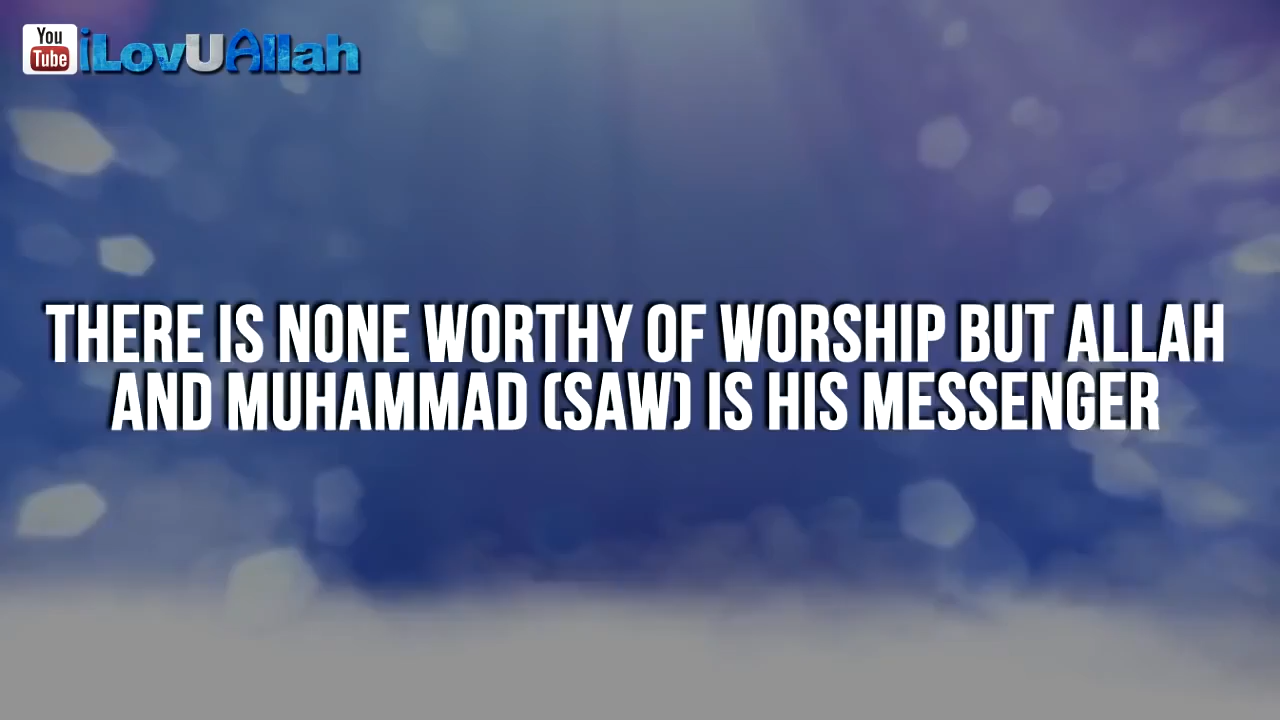 You
Tube iLovUAllah
THERE IS NONE WORTHY OF WORSHIP BUT ALLAH
AND MUHAMMAD (SAW) IS HIS MESSENGER